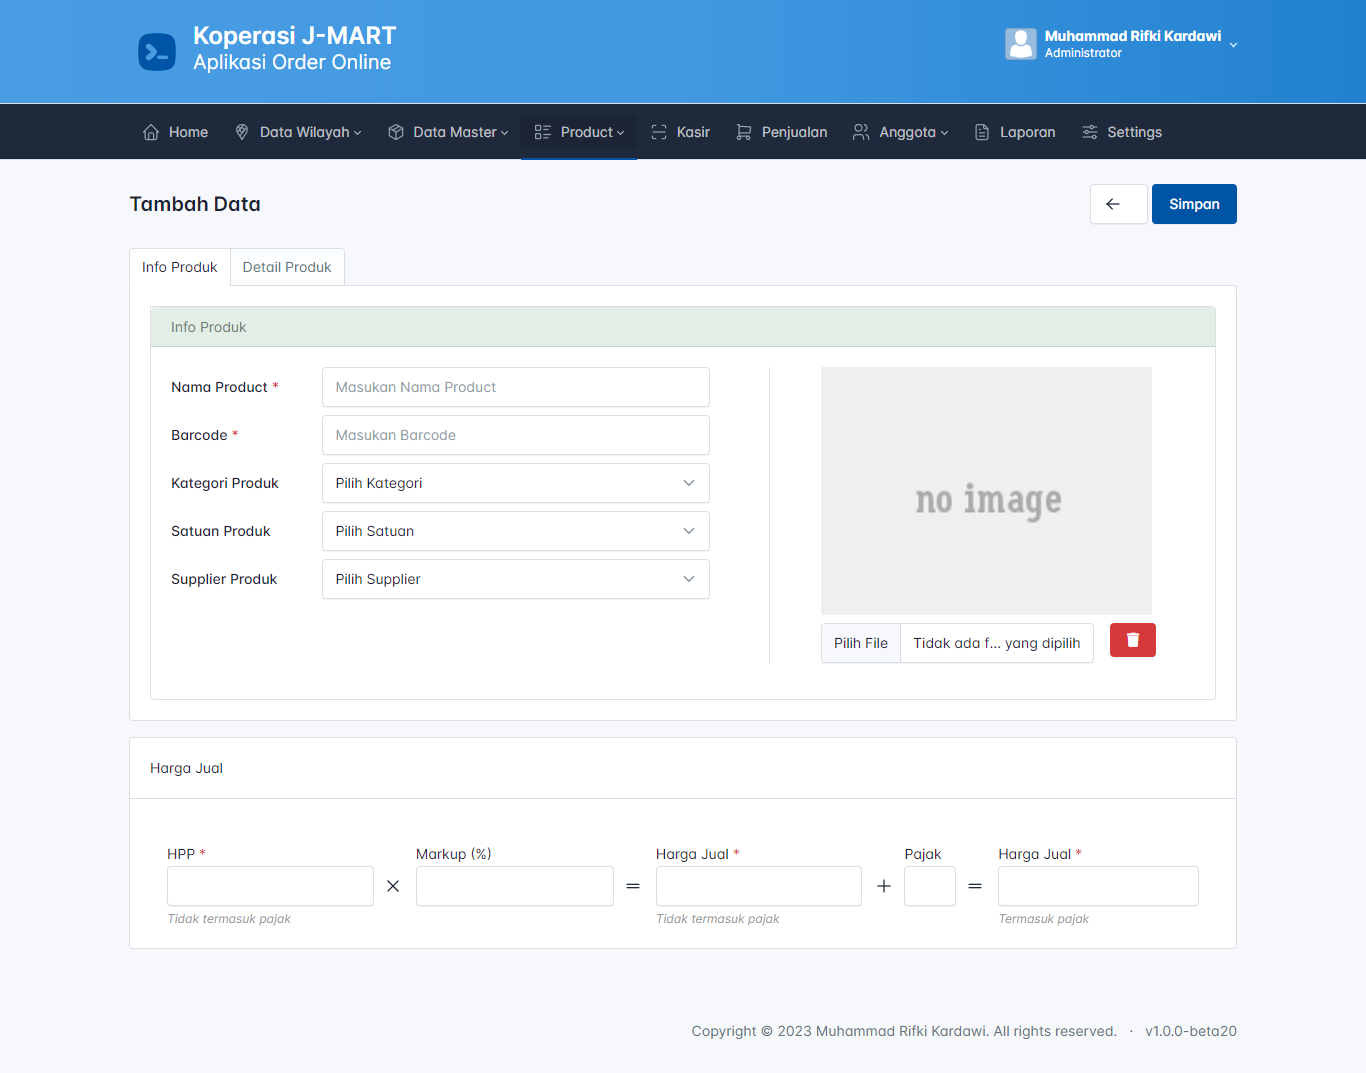 Koperasi J-MART
Aplikasi Order Online
Muhammad Rifki Kardawi
Administrator
Home Data Wilayah Data Master Product Kasir Penjualan Anggota Laporan Settings
Tambah Data
Simpan
Info Produk Detail Produk
Info Produk
Nama Product * Masukan Nama Product
Barcode * Masukan Barcode
Kategori Produk Pilih Kategori
Satuan Produk Pilih Satuan
Supplier Produk Pilih Supplier
no image
Pilih File Tidak ada f... yang dipilih
Harga Jual
HPP * Markup (%) Harga Jual * Pajak Harga Jual *
× = + =
Tidak termasuk pajak Tidak termasuk pajak Termasuk pajak
Copyright © 2023 Muhammad Rifki Kardawi. All rights reserved. · v1.0.0-beta20